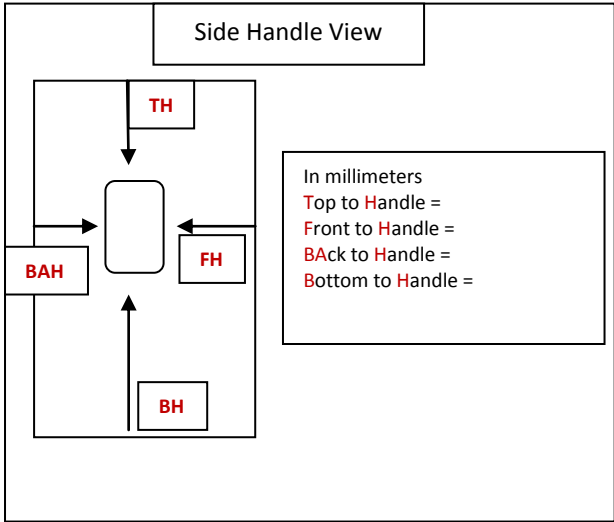 Side Handle View
TH
BAH
FH
BH
In millimeters
Top to Handle =
Front to Handle =
BAck to Handle =
Bottom to Handle =